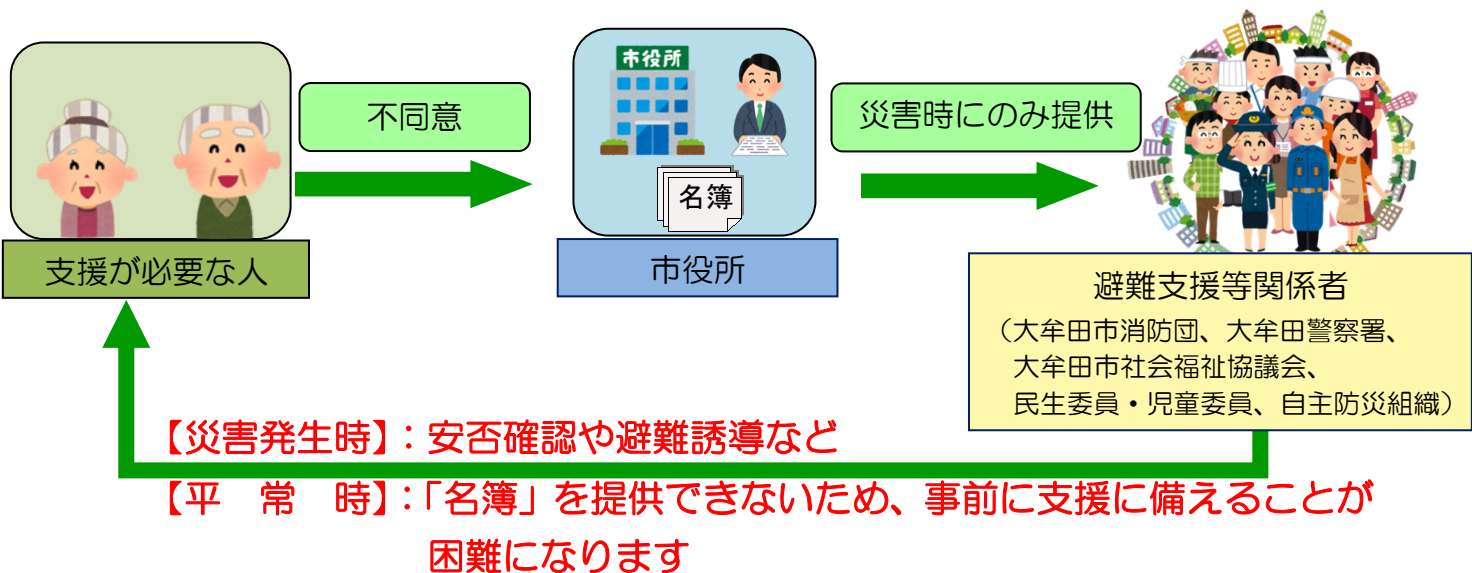 不同意
市役所
名簿
災害時にのみ提供
支援が必要な人
市役所
避難支援等関係者
（大牟田市消防団、大牟田警察署、
大牟田市社会福祉協議会、
民生委員・児童委員、自主防災組織）
【災害発生時】：安否確認や避難誘導など
【平　常　時】：「名簿」を提供できないため、事前に支援に備えることが
困難になります